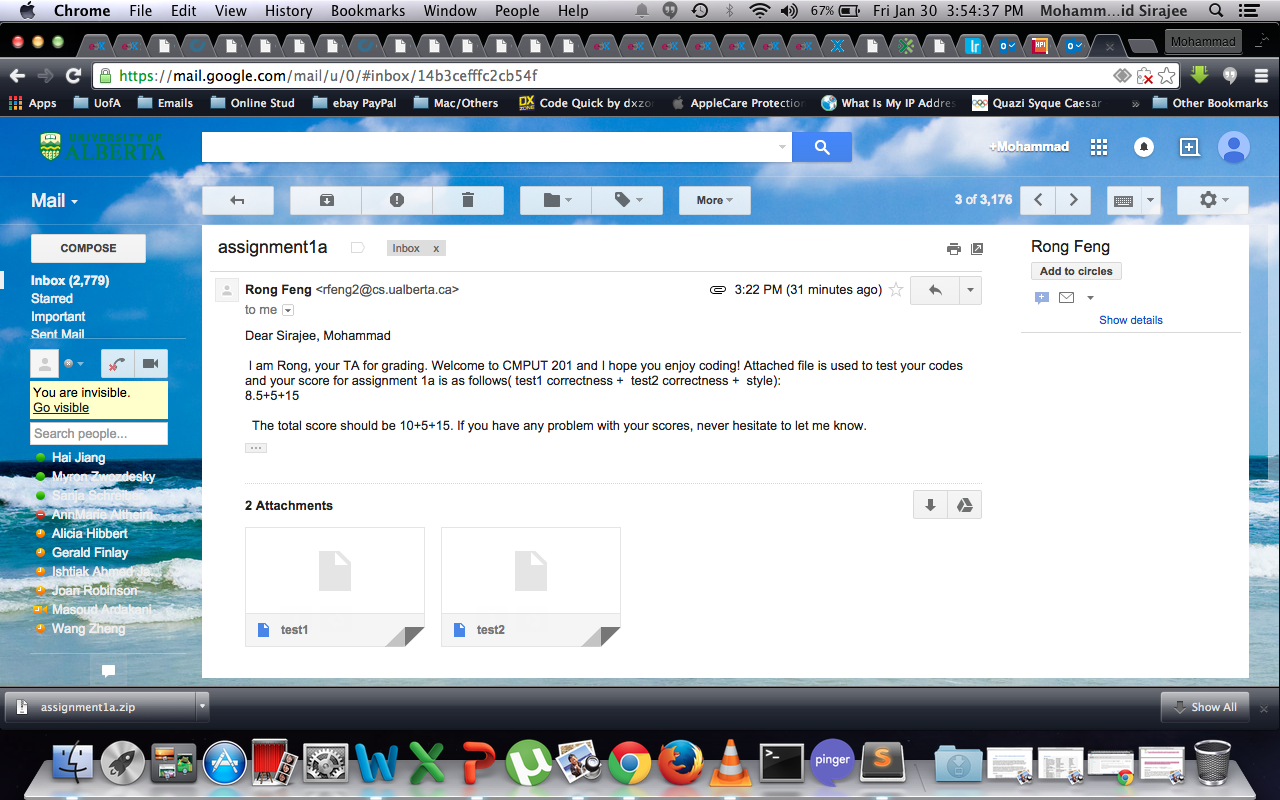 Chrome File Edit View History Bookmarks Window People Help 67% Fri Jan 30 3:54:37 PM Mohamm...id Sirajee
Mohammad
https://mail.google.com/mail/u/0/#inbox/14b3cefffc2cb54f
Apps UofA Emails Online Stud ebay PayPal Mac/Others Code Quick by dxzo AppleCare Protectio What Is My IP Addre Quazi Syque Caesar » Other Bookmarks
UNIVERSITY OF
ALBERTA
+Mohammad
Mail
More
3 of 3,176
COMPOSE
Inbox (2,779)
Starred
Important
Sent Mail
You are invisible.
Go visible
Search people...
Hai Jiang
Myron Zwozdesky
Sanja Schreiber
AnnMarie
Alicia Hibbert
Gerald Finlay
Ishtiak Ahmed
Joan Robinson
Masoud Ardakani
Wang Zheng
assignment1a
Inbox x
Rong Feng <rfeng2@cs.ualberta.ca>
3:22 PM (31 minutes ago)
to me
Dear Sirajee, Mohammad
I am Rong, your TA for grading. Welcome to CMPUT 201 and I hope you enjoy coding! Attached file is used to test your codes
and your score for assignment 1a is as follows( test1 correctness + test2 correctness + style):
8.5+5+15
The total score should be 10+5+15. If you have any problem with your scores, never hesitate to let me know.
2 Attachments
test1
test2
Rong Feng
Add to circles
Show details
assignment1a.zip
Show All
pinger